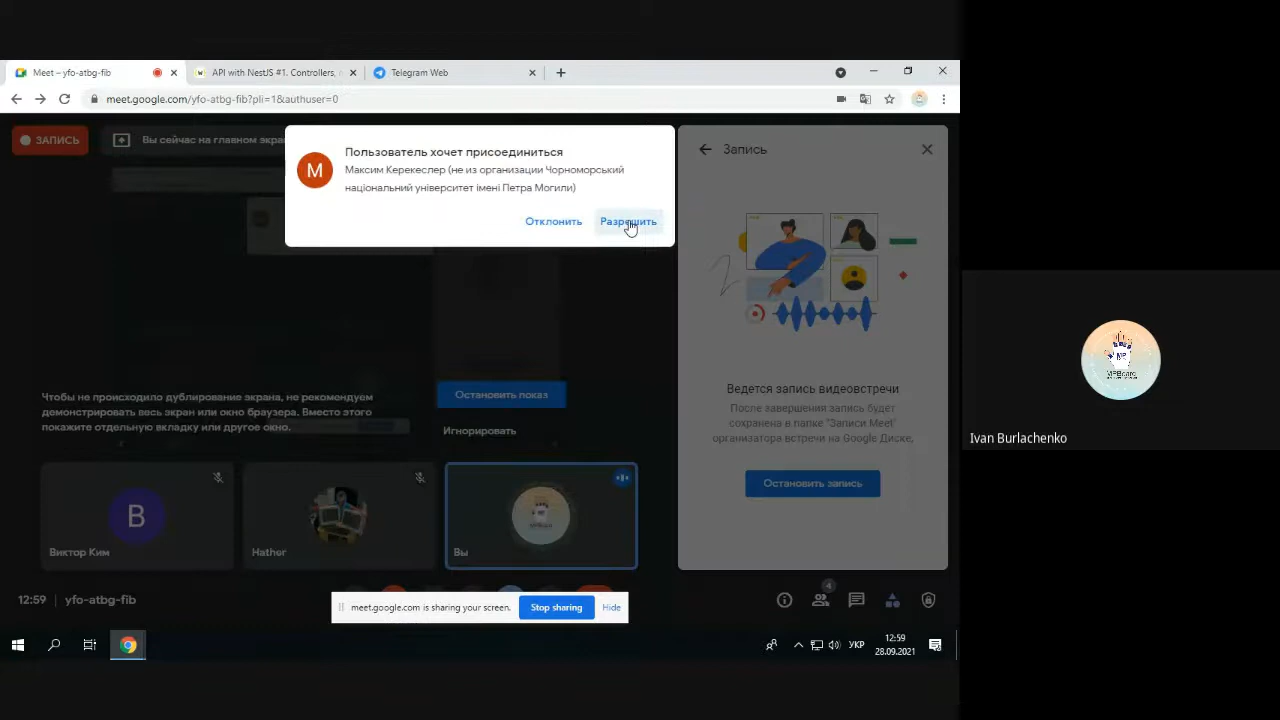 Meet – yfo-atbg-fib
API with NestJS #1. Controllers,
Telegram Web
meet.google.com/yfo-atbg-fib?pli=1&authuser=0
ЗАПИСЬ
Вы сейчас на главном экра
Пользователь хочет присоединиться
М
Максим Керекеслер (не из организации Чорноморський
національний університет імені Петра Могили)
Отклонить
Разрешить
Запись
Чтобы не происходило дублирование экрана, не рекомендуем
демонстрировать весь экран или окно браузера. Вместо этого
покажите отдельную вкладку или другое окно.
Остановить показ
Игнорировать
Ведется запись видеовстречи
После завершения запись будет
сохранена в папке "Записи Meet"
организатора встречи на Google Диске.
Остановить запись
В
Виктор Ким
Hather
Вы
Ivan Burlachenko
12:59 | yfo-atbg-fib
4
meet.google.com is sharing your screen.
Stop sharing
Hide
УКР
12:59
28.09.2021